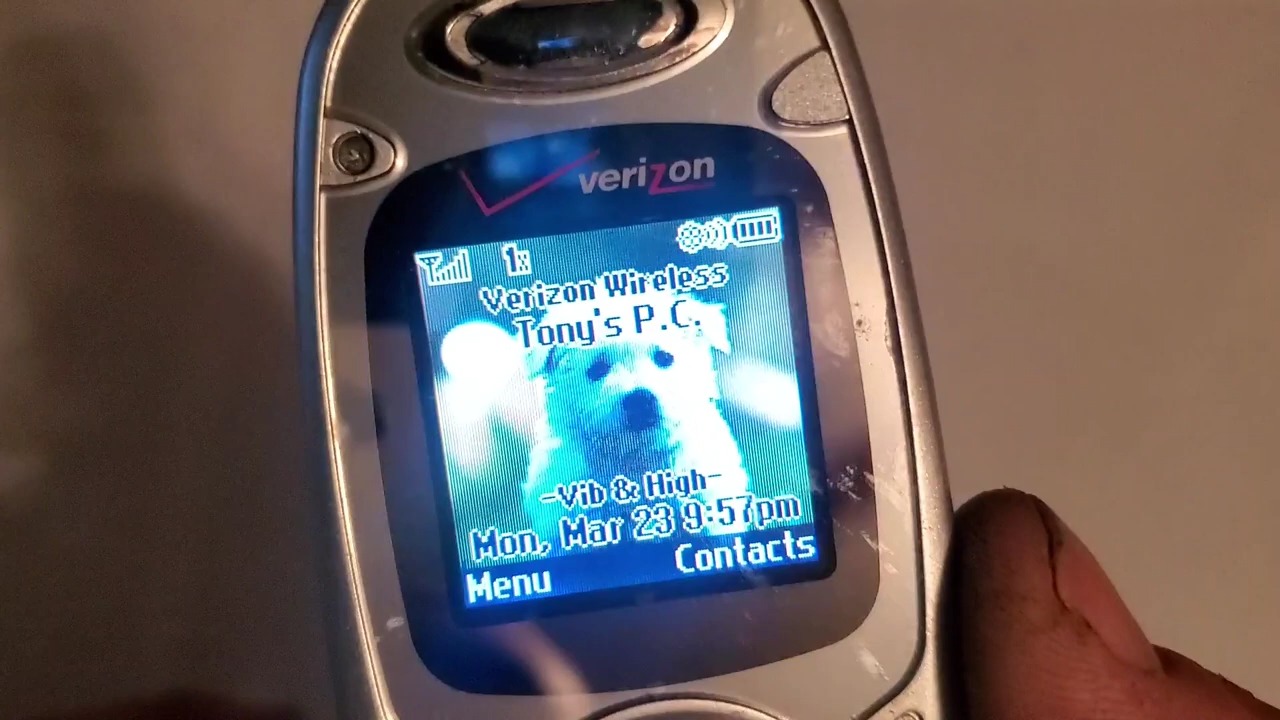 verizon
1x
Verizon Wireless
Tony's P.C.
-Vib & High-
Mon, Mar 23 9:57pm
Contacts
Menu